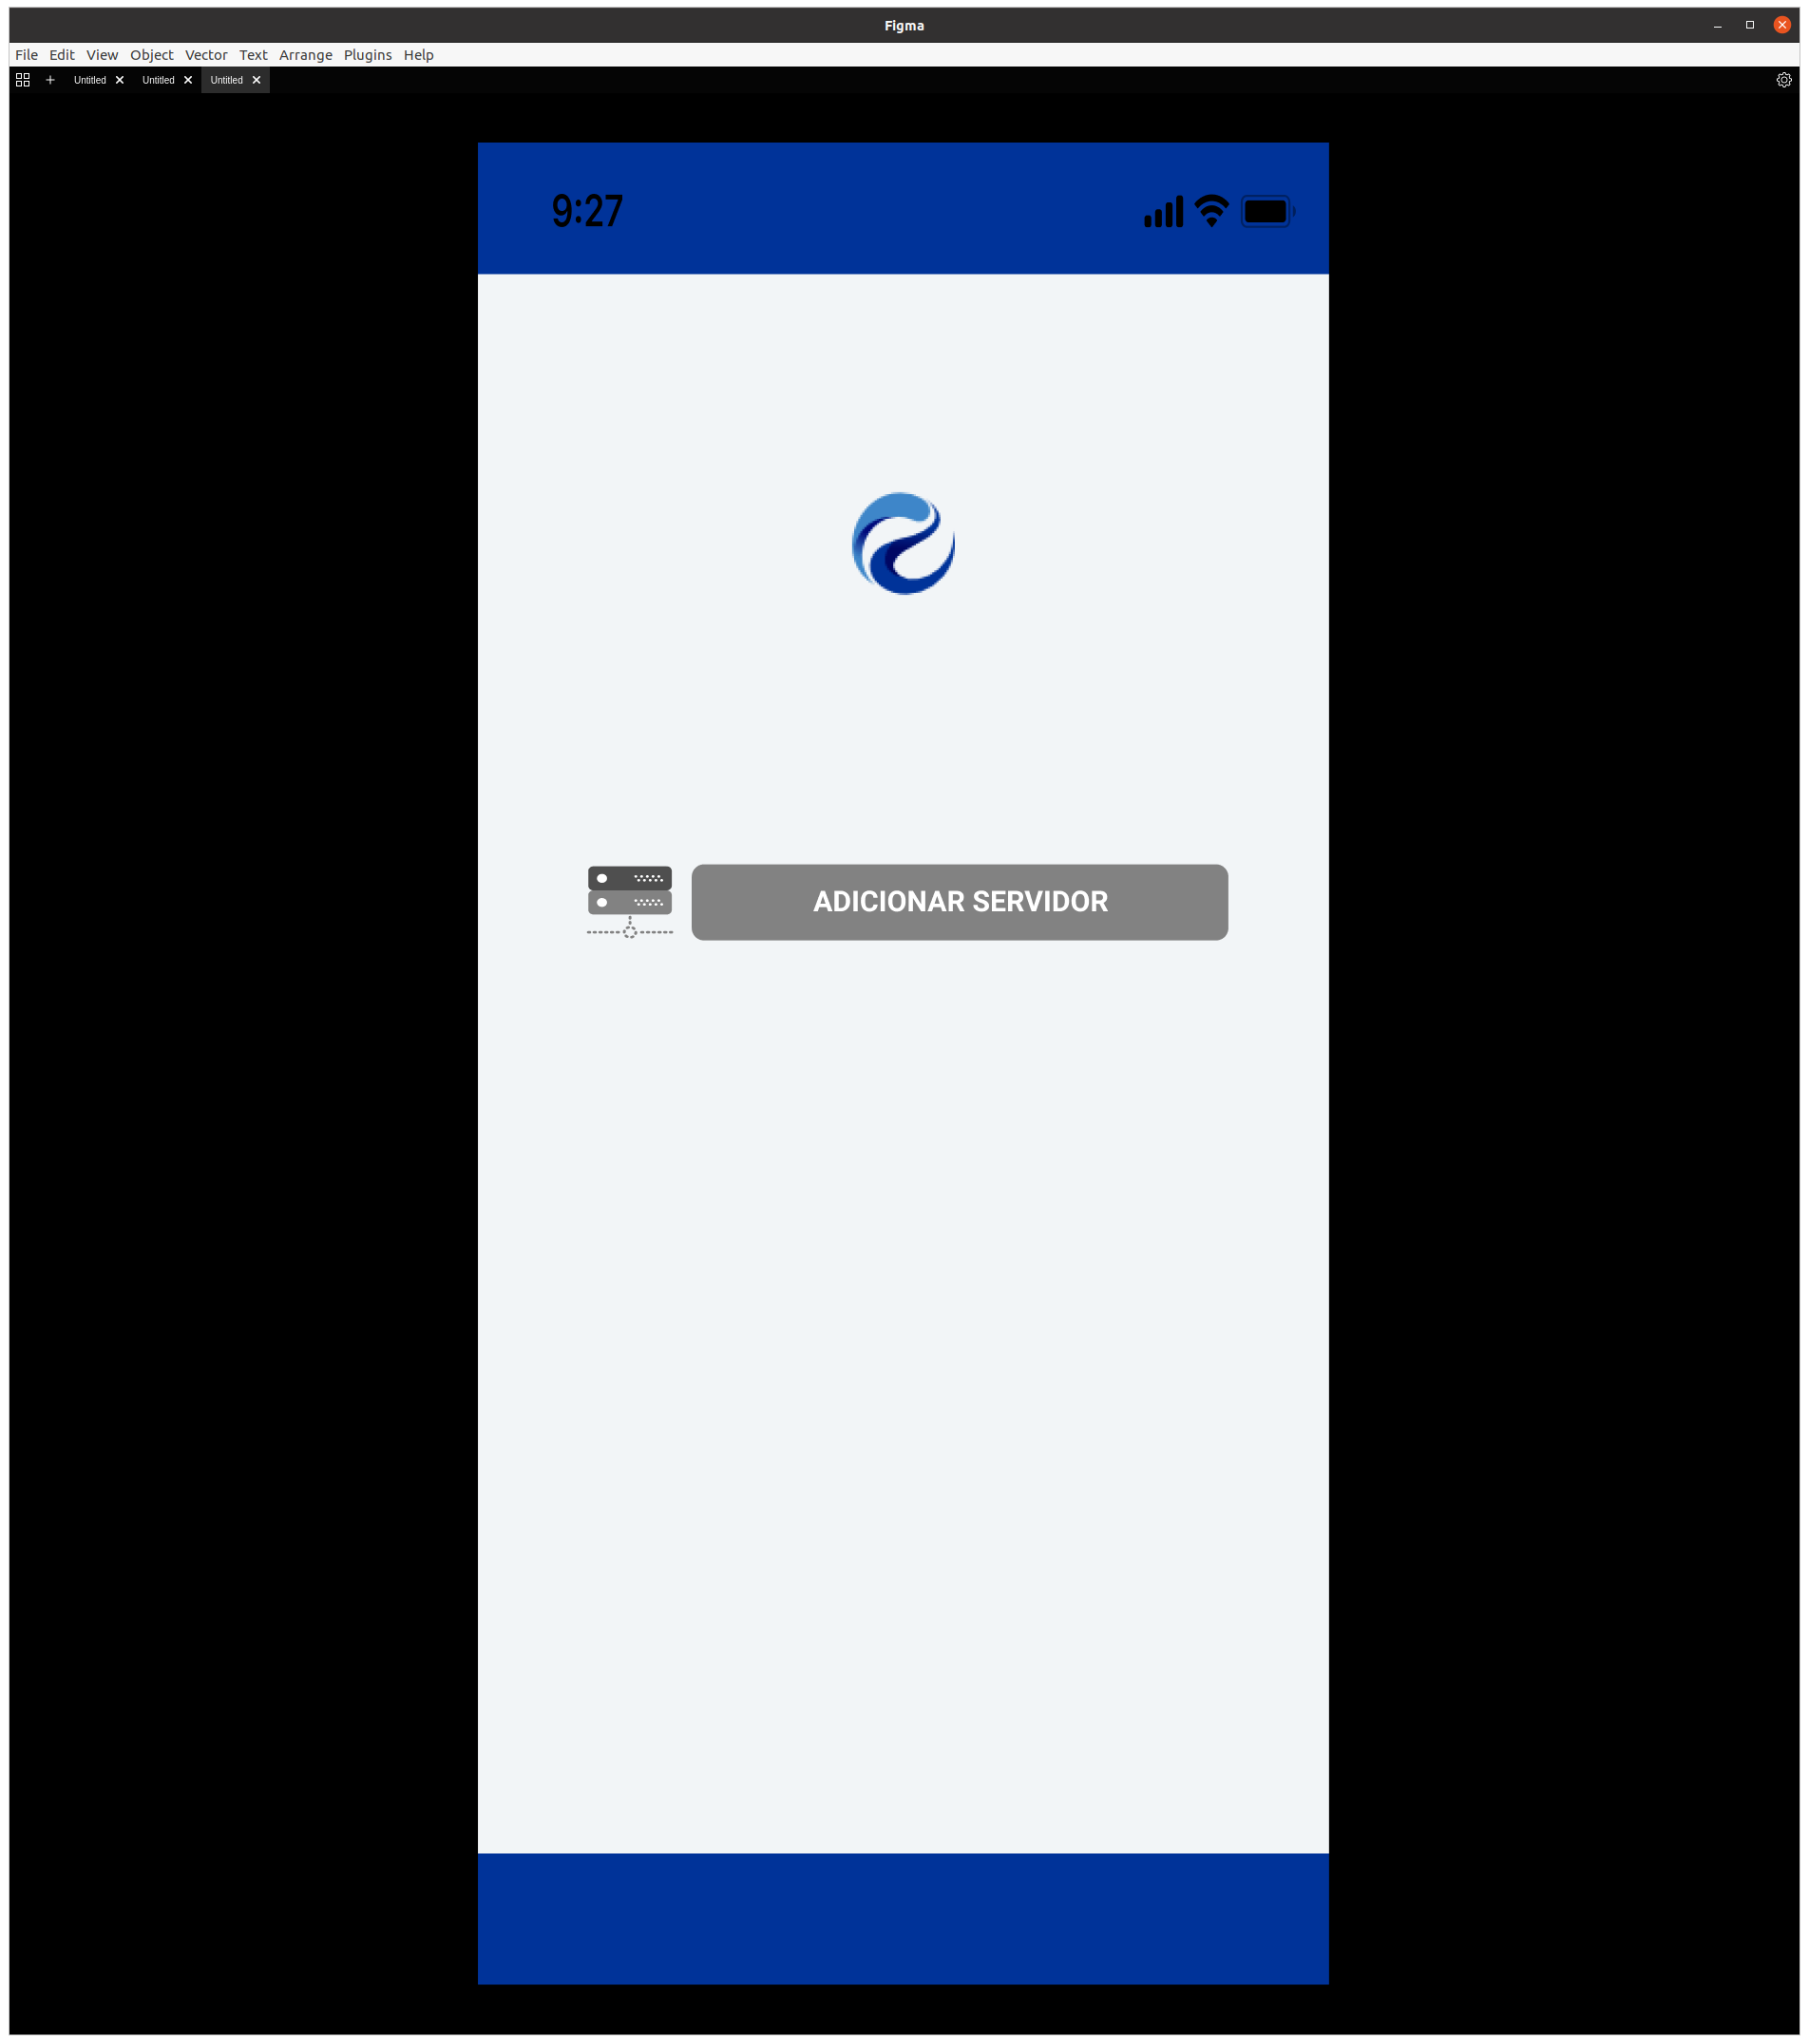 Figma
File Edit View Object Vector Text Arrange Plugins Help
Untitled Untitled Untitled
9:27
ADICIONAR SERVIDOR